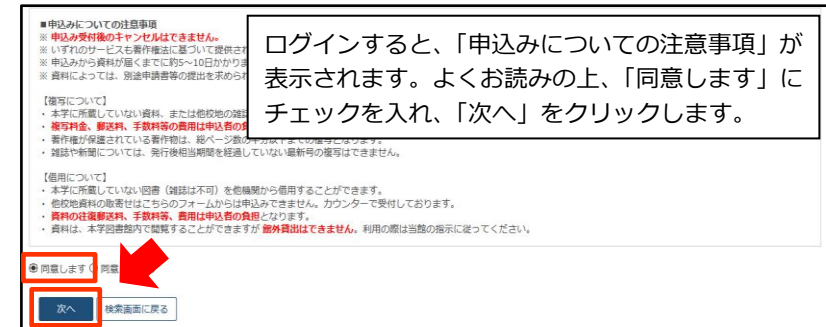 ■申込みについての注意事項
※ 申込み受付後のキャンセルはできません。
※ いずれのサービスも著作権法に基づいて提供され
※ 申込みから資料が届くまでに約5～10日かかりま
※ 資料によっては、別途申請書等の提出を求められ
ログインすると、「申込みについての注意事項」が
表示されます。よくお読みの上、「同意します」に
チェックを入れ、「次へ」をクリックします。
【複写について】
・ 本学に所蔵していない資料、または他校地の雑誌
・ 複写料金、郵送料、手数料等の費用は申込者の負
・ 著作権が保護されている著作物は、総ページ数の半分以下までの複写となります。
・ 雑誌や新聞については、発行後相当期間を経過していない最新号の複写はできません。
【借用について】
・ 本学に所蔵していない図書（雑誌は不可）を他機関から借用することができます。
・ 他校地資料の取寄せはこちらのフォームからは申込みできません。カウンターで受付しております。
・ 資料の往復郵送料、手数料等、費用は申込者の負担となります。
・ 資料は、本学図書館内で閲覧することができますが 館外貸出はできません。利用の際は当館の指示に従ってください。
同意します 同意
次へ 検索画面に戻る